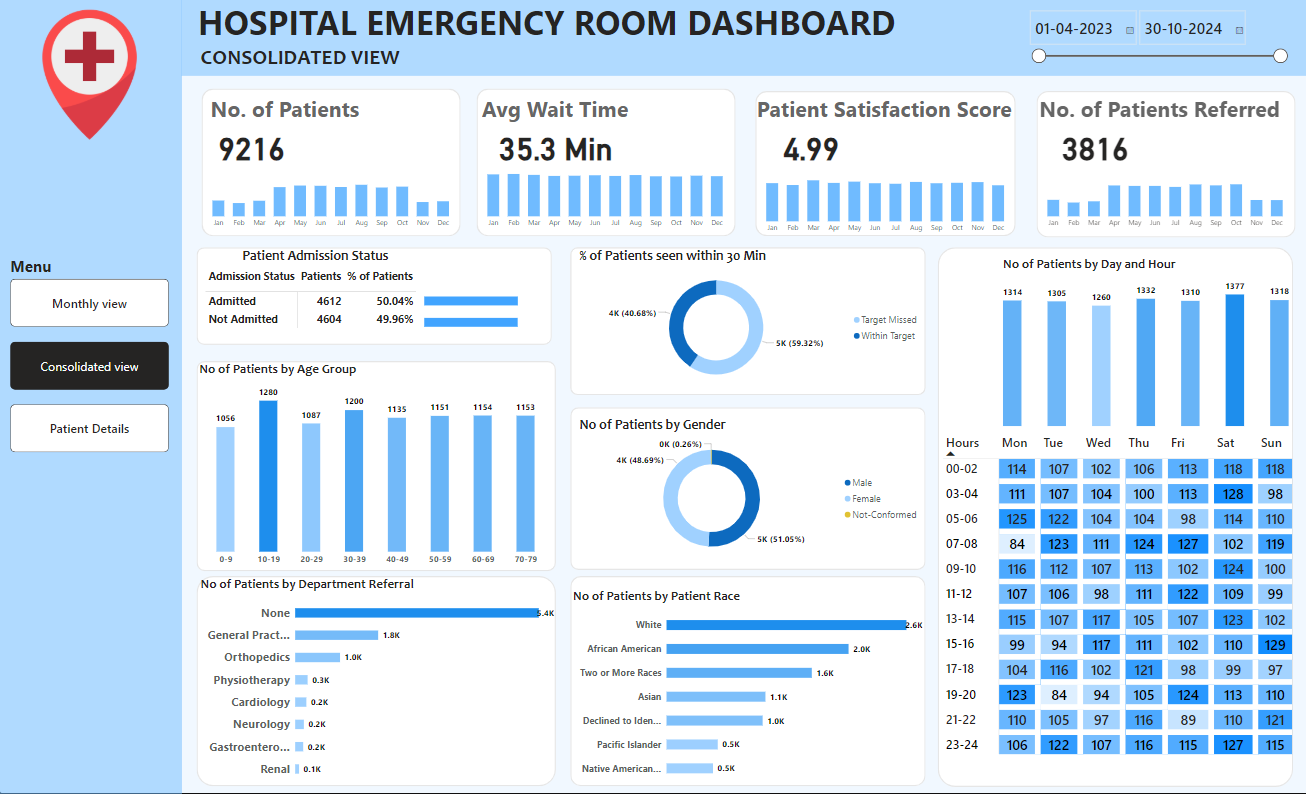 HOSPITAL EMERGENCY ROOM DASHBOARD
CONSOLIDATED VIEW
01-04-2023 30-10-2024
No. of Patients
9216
Jan Feb Mar Apr May Jun Jul Aug Sep Oct Nov Dec
Avg Wait Time
35.3 Min
Jan Feb Mar Apr May Jun Jul Aug Sep Oct Nov Dec
Patient Satisfaction Score
4.99
Jan Feb Mar Apr May Jun Jul Aug Sep Oct Nov Dec
No. of Patients Referred
3816
Jan Feb Mar Apr May Jun Jul Aug Sep Oct Nov Dec
Menu
Monthly view
Consolidated view
Patient Details
Patient Admission Status
Admission Status Patients % of Patients
Admitted 4612 50.04%
Not Admitted 4604 49.96%
No of Patients by Age Group
1056 1280 1087 1200 1135 1151 1154 1153
0-9 10-19 20-29 30-39 40-49 50-59 60-69 70-79
No of Patients by Department Referral
None 5.4K
General Pract... 1.8K
Orthopedics 1.0K
Physiotherapy 0.3K
Cardiology 0.2K
Neurology 0.2K
Gastroentero... 0.2K
Renal 0.1K
% of Patients seen within 30 Min
4K (40.68%)
5K (59.32%)
Target Missed
Within Target
No of Patients by Gender
0K (0.26%)
4K (48.69%)
5K (51.05%)
Male
Female
Not-Conformed
No of Patients by Patient Race
White 2.6K
African American 2.0K
Two or More Races 1.6K
Asian 1.1K
Declined to Iden... 1.0K
Pacific Islander 0.5K
Native American... 0.5K
No of Patients by Day and Hour
1314 1305 1260 1332 1310 1377 1318
Hours Mon Tue Wed Thu Fri Sat Sun
00-02 114 107 102 106 113 118 118
03-04 111 107 104 100 113 128 98
05-06 125 122 104 104 98 114 110
07-08 84 123 111 124 127 102 119
09-10 116 112 107 113 102 124 100
11-12 107 106 98 111 122 109 99
13-14 115 107 117 105 107 123 102
15-16 99 94 117 111 102 110 129
17-18 104 116 102 121 98 99 97
19-20 123 84 94 105 124 113 110
21-22 110 105 97 116 89 110 121
23-24 106 122 107 116 115 127 115